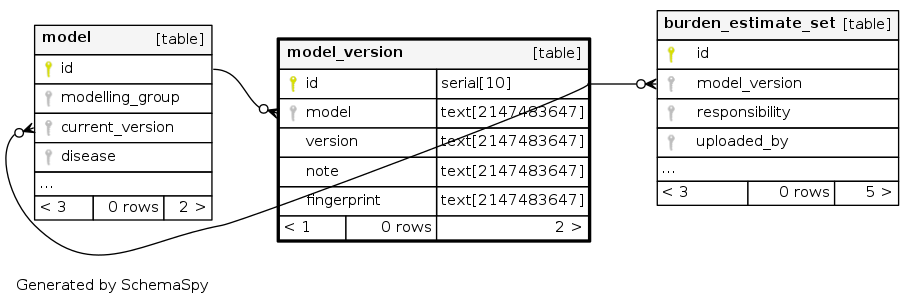 model [table]
id
modelling_group
current_version
disease
...
< 3 0 rows 2 >
model_version [table]
id serial[10]
model text[2147483647]
version text[2147483647]
note text[2147483647]
fingerprint text[2147483647]
< 1 0 rows 2 >
burden_estimate_set [table]
id
model_version
responsibility
uploaded_by
...
< 3 0 rows 5 >
Generated by SchemaSpy